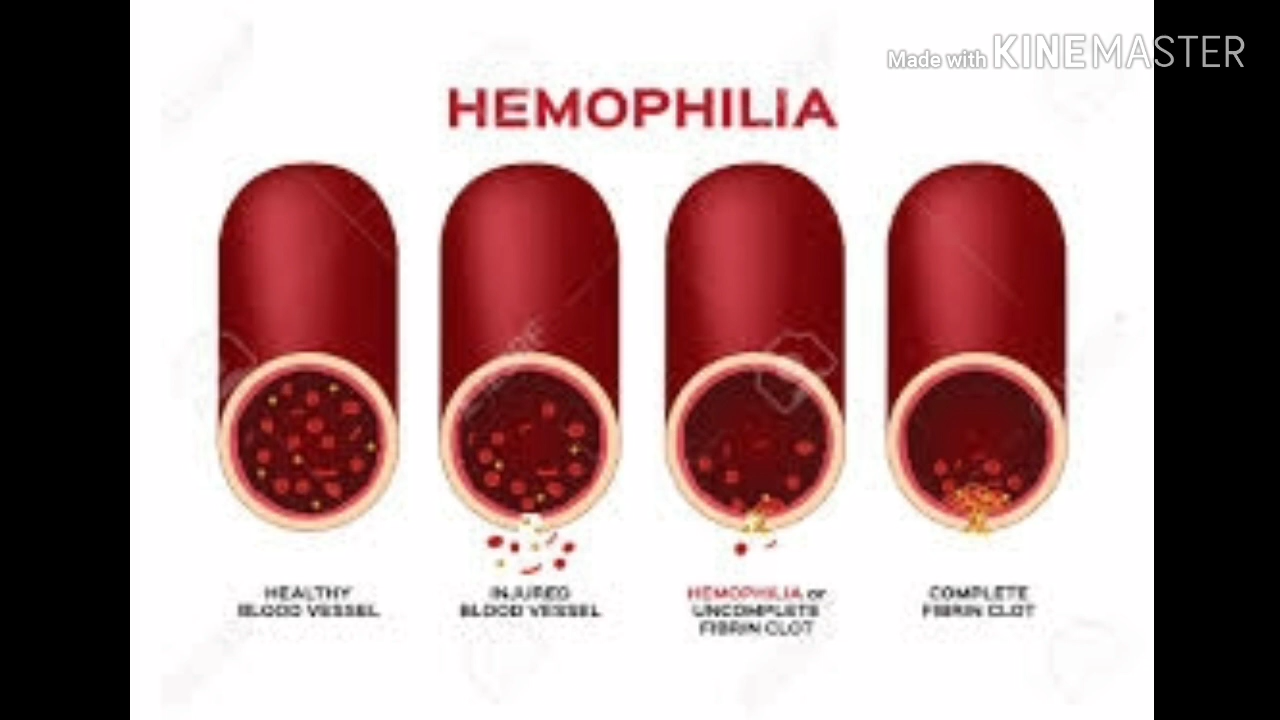 Made with KINEMASTER
HEMOPHILIA
HEALTHY
BLOOD VESSEL
INJURED
BLOOD VESSEL
HEMOPHILIA or
UNCOMPLETE
FIBRIN CLOT
COMPLETE
FIBRIN CLOT